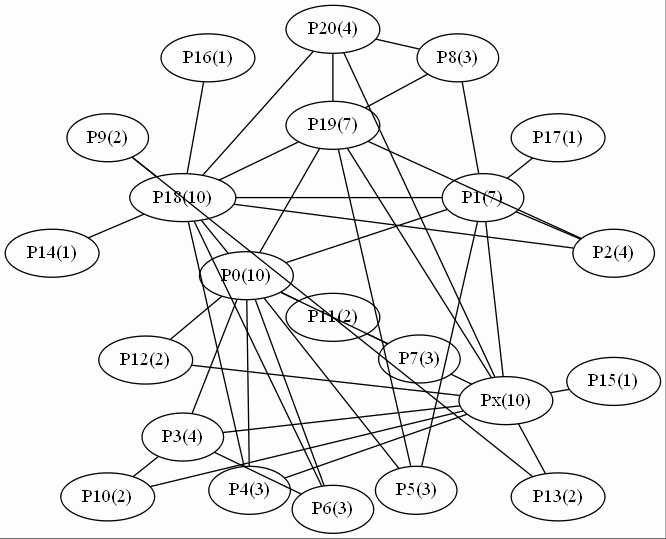 P20(4)
P16(1)
P8(3)
P19(7)
P9(2)
P17(1)
P18(10)
P1(7)
P14(1)
P2(4)
P0(10)
P11(2)
P12(2)
P7(3)
P15(1)
Px(10)
P3(4)
P10(2)
P4(3)
P5(3)
P13(2)
P6(3)